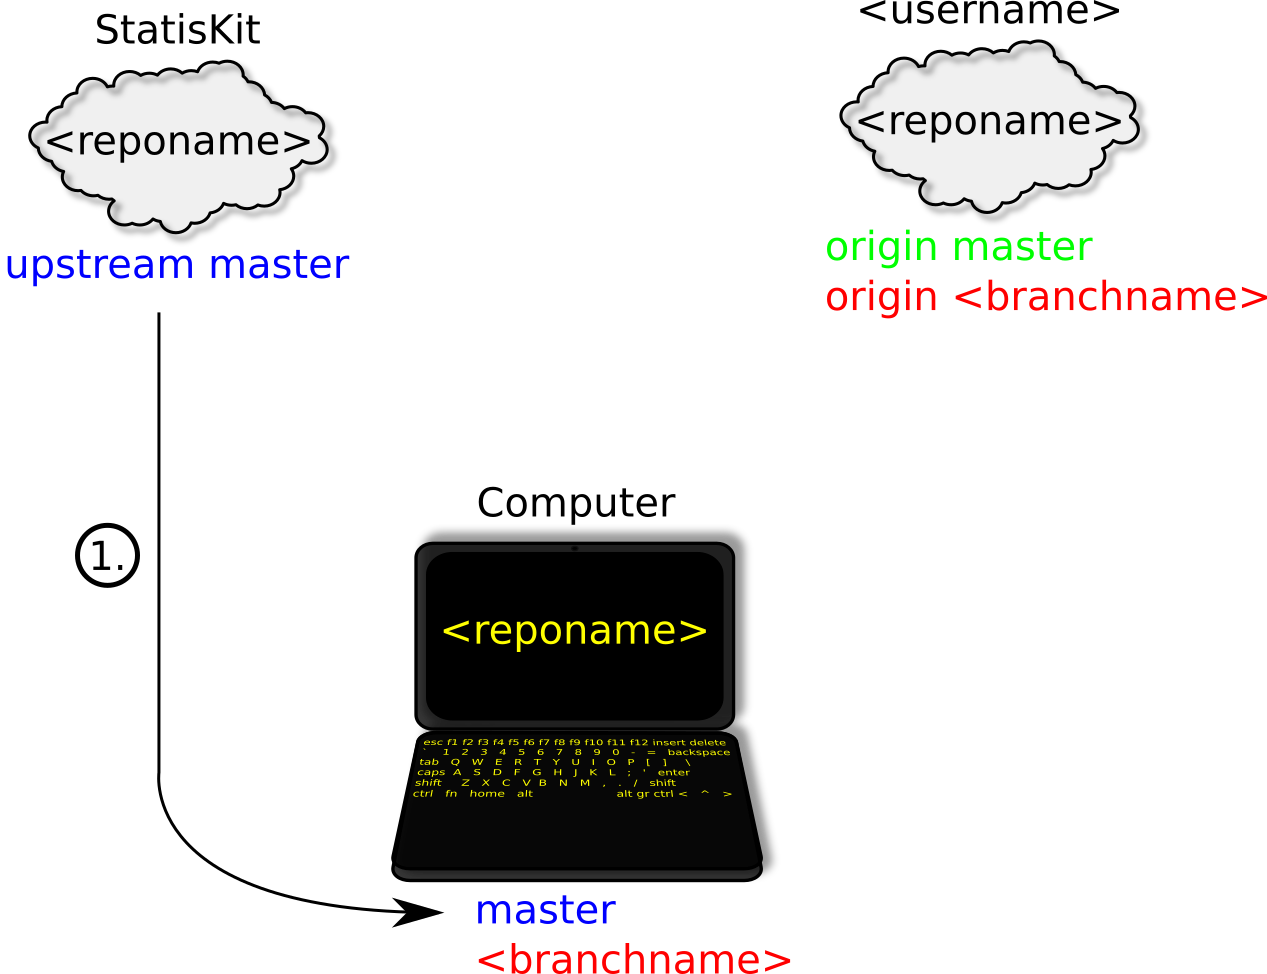 StatisKit
<reponame>
upstream master
<username>
<reponame>
origin master
origin <branchname>
1.
Computer
<reponame>
esc f1 f2 f3 f4 f5 f6 f7 f8 f9 f10 f11 f12 insert delete
` 1 2 3 4 5 6 7 8 9 0 - = backspace
tab Q W E R T Y U I O P [ ] \
caps A S D F G H J K L ; ' enter
shift Z X C V B N M , . / shift
ctrl fn home alt alt gr ctrl < ^ >
master
<branchname>